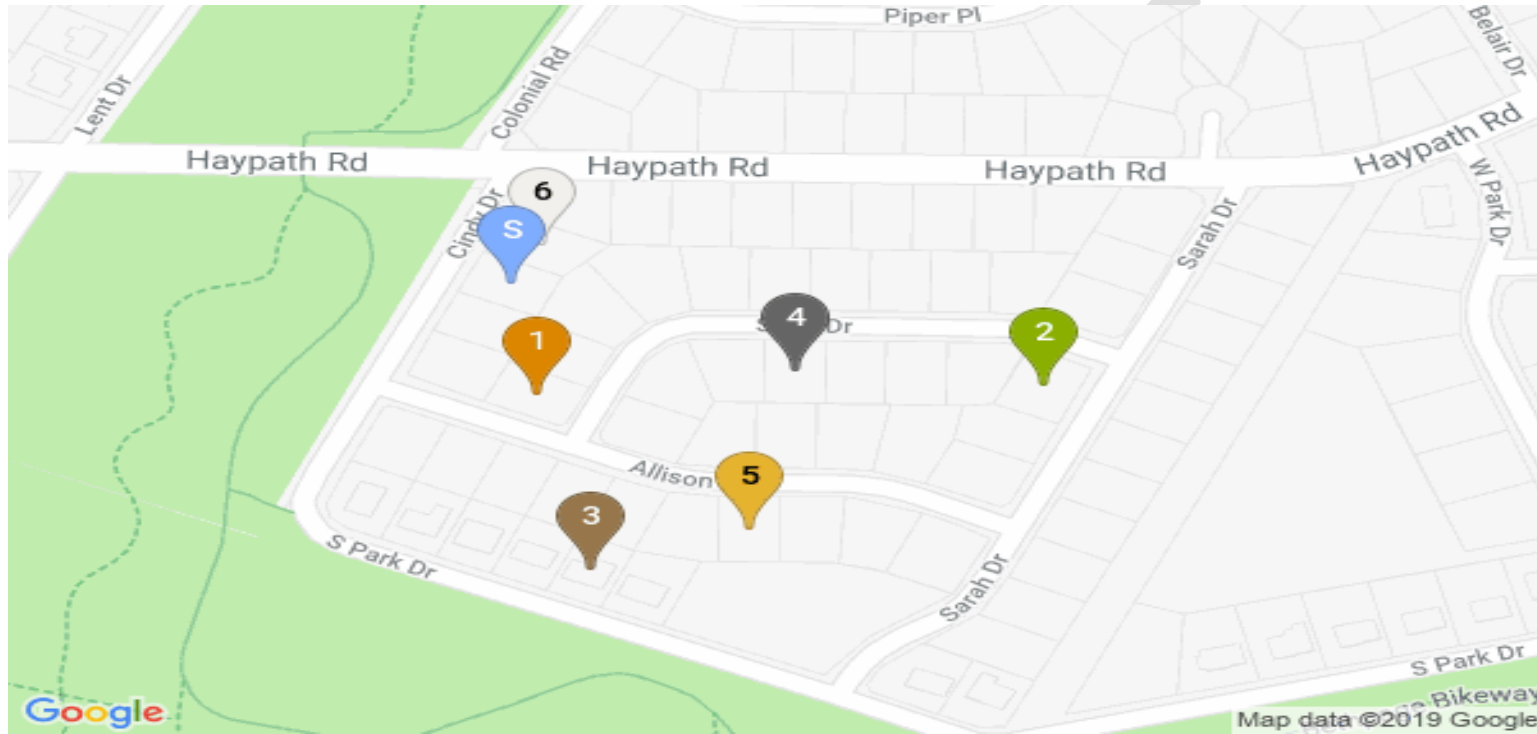 Piper Pl
Belair Dr
Lent Dr
Colonial Rd
Haypath Rd
Haypath Rd
Haypath Rd
Haypath Rd
W Park Dr
Cindy Dr
6
S
Sarah Dr
4
Dr
2
1
Allison
5
3
S Park Dr
Sarah Dr
S Park Dr
Bikeway
Google
Map data ©2019 Google